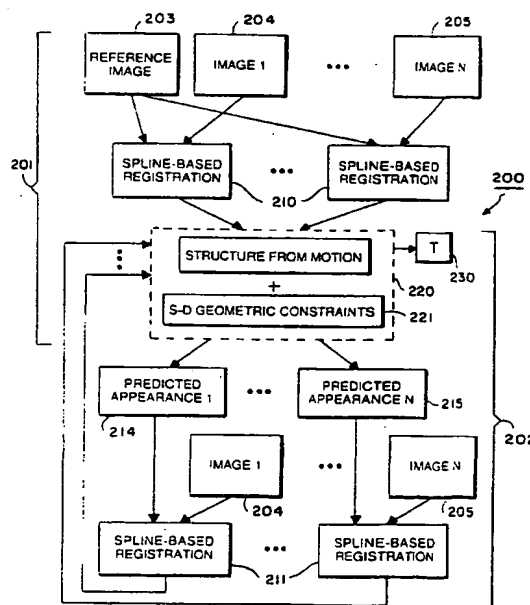 203
204
205
REFERENCE
IMAGE
IMAGE 1
•••
IMAGE N
201
SPLINE-BASED
REGISTRATION
•••
SPLINE-BASED
REGISTRATION
210
200
STRUCTURE FROM MOTION
T
230
+
220
S-D GEOMETRIC CONSTRAINTS
221
PREDICTED
APPEARANCE 1
•••
PREDICTED
APPEARANCE N
214
215
202
IMAGE 1
•••
IMAGE N
204
205
SPLINE-BASED
REGISTRATION
•••
SPLINE-BASED
REGISTRATION
211